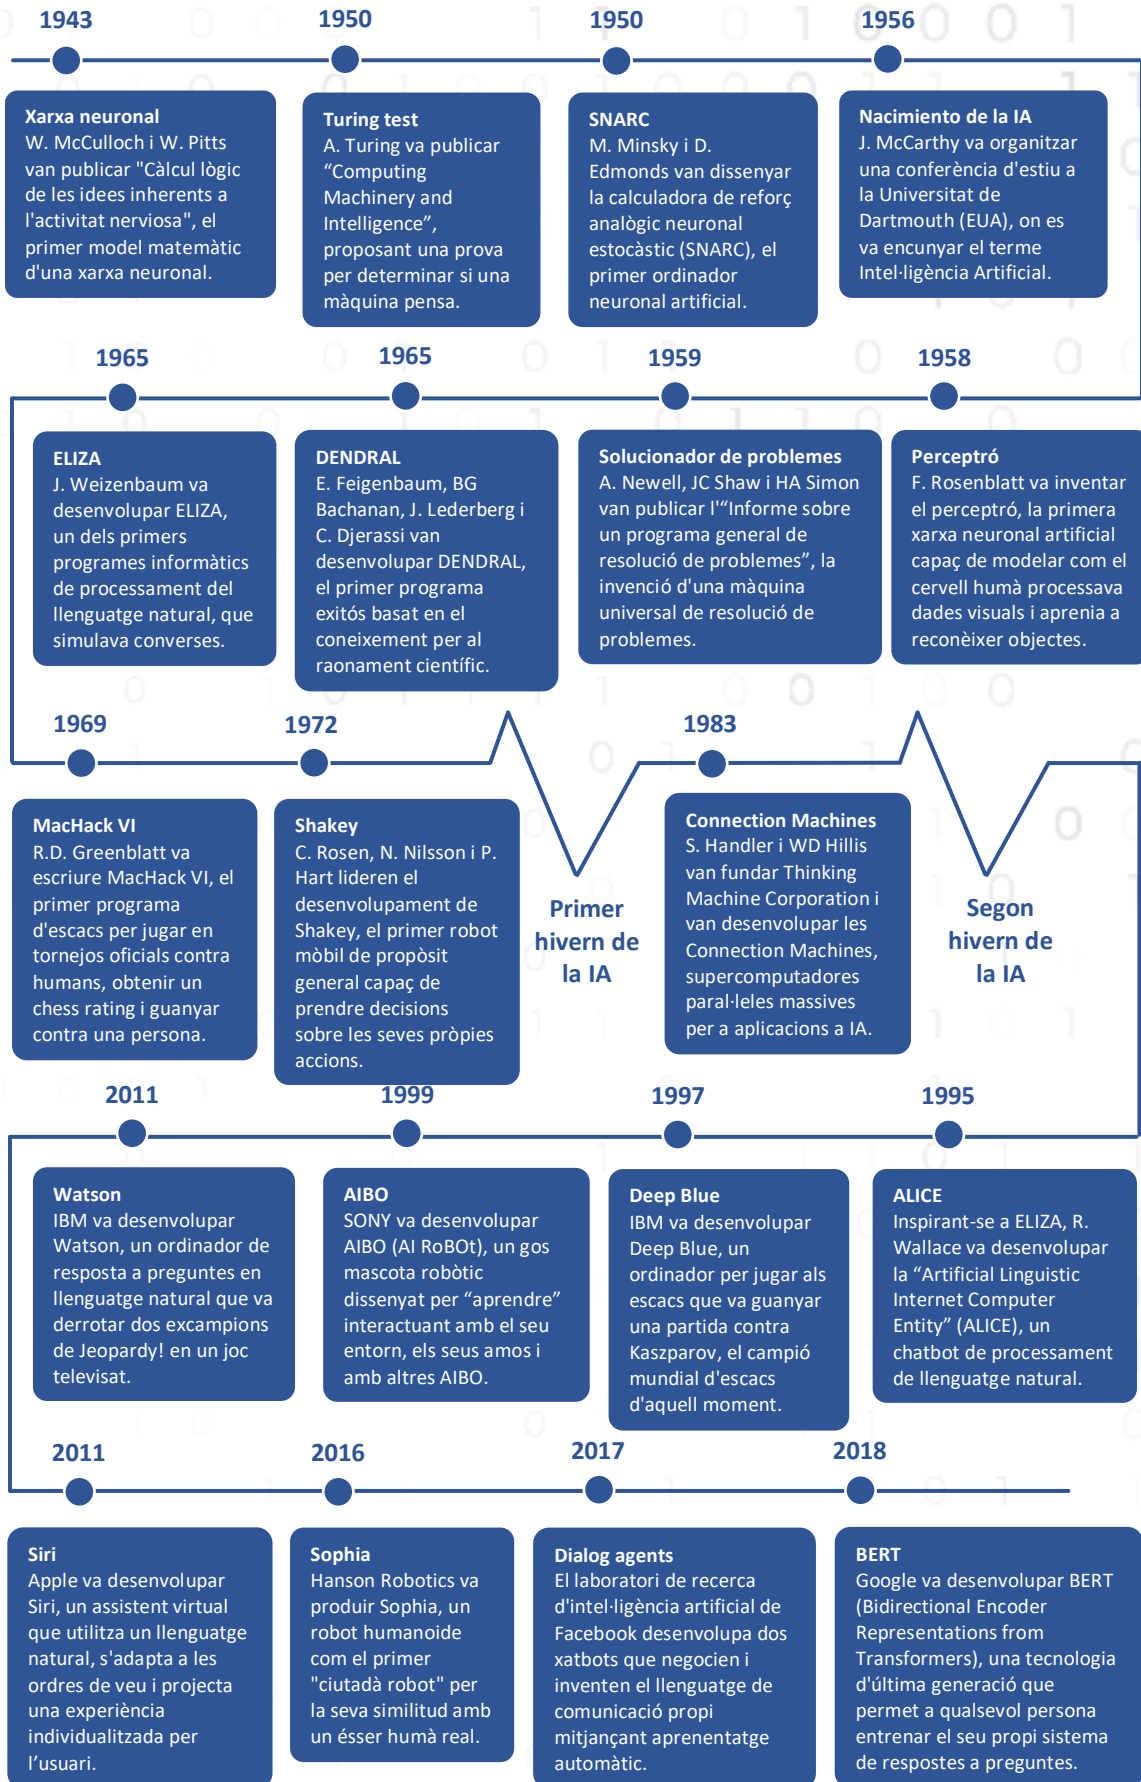 1943
Xarxa neuronal
W. McCulloch i W. Pitts
van publicar "Càlcul lògic
de les idees inherents a
l'activitat nerviosa", el
primer model matemàtic
d'una xarxa neuronal.
1950
Turing test
A. Turing va publicar
“Computing
Machinery and
Intelligence”,
proposant una prova
per determinar si una
màquina pensa.
1950
SNARC
M. Minsky i D.
Edmonds van dissenyar
la calculadora de reforç
analògic neuronal
estocàstic (SNARC), el
primer ordinador
neuronal artificial.
1956
Nacimiento de la IA
J. McCarthy va organitzar
una conferència d'estiu a
la Universitat de
Dartmouth (EUA), on es
va encunyar el terme
Intel·ligència Artificial.
1965
ELIZA
J. Weizenbaum va
desenvolupar ELIZA,
un dels primers
programes informàtics
de processament del
llenguatge natural, que
simulava converses.
1965
DENDRAL
E. Feigenbaum, BG
Bachanan, J. Lederberg i
C. Djerassi van
desenvolupar DENDRAL,
el primer programa
exitós basat en el
coneixement per al
raonament científic.
1959
Solucionador de problemes
A. Newell, JC Shaw i HA Simon
van publicar l'“Informe sobre
un programa general de
resolució de problemes”, la
invenció d'una màquina
universal de resolució de
problemes.
1958
Perceptró
F. Rosenblatt va inventar
el perceptró, la primera
xarxa neuronal artificial
capaç de modelar com el
cervell humà processava
dades visuals i aprenia a
reconèixer objectes.
1969
MacHack VI
R.D. Greenblatt va
escriure MacHack VI, el
primer programa
d'escacs per jugar en
tornejos oficials contra
humans, obtenir un
chess rating i guanyar
contra una persona.
1972
Shakey
C. Rosen, N. Nilsson i P.
Hart lideren el
desenvolupament de
Shakey, el primer robot
mòbil de propòsit
general capaç de
prendre decisions
sobre les seves pròpies
accions.
Primer
hivern de
la IA
1983
Connection Machines
S. Handler i WD Hillis
van fundar Thinking
Machine Corporation i
van desenvolupar les
Connection Machines,
supercomputadores
paral·leles massives
per a aplicacions a IA.
Segon
hivern de
la IA
2011
Watson
IBM va desenvolupar
Watson, un ordinador de
resposta a preguntes en
llenguatge natural que va
derrotar dos excampions
de Jeopardy! en un joc
televisat.
1999
AIBO
SONY va desenvolupar
AIBO (AI RoBOt), un gos
mascota robòtic
dissenyat per “aprendre”
interactuant amb el seu
entorn, els seus amos i
amb altres AIBO.
1997
Deep Blue
IBM va desenvolupar
Deep Blue, un
ordinador per jugar als
escacs que va guanyar
una partida contra
Kaszparov, el campió
mundial d'escacs
d'aquell moment.
1995
ALICE
Inspirant-se a ELIZA, R.
Wallace va desenvolupar
la “Artificial Linguistic
Internet Computer
Entity” (ALICE), un
chatbot de processament
de llenguatge natural.
2011
Siri
Apple va desenvolupar
Siri, un assistent virtual
que utilitza un llenguatge
natural, s'adapta a les
ordres de veu i projecta
una experiència
individualitzada per
l’usuari.
2016
Sophia
Hanson Robotics va
produir Sophia, un
robot humanoide
com el primer
"ciutadà robot" per
la seva similitud amb
un ésser humà real.
2017
Dialog agents
El laboratori de recerca
d'intel·ligència artificial de
Facebook desenvolupa dos
xatbots que negocien i
inventen el llenguatge de
comunicació propi
mitjançant aprenentatge
automàtic.
2018
BERT
Google va desenvolupar BERT
(Bidirectional Encoder
Representations from
Transformers), una tecnologia
d'última generació que
permet a qualsevol persona
entrenar el seu propi sistema
de respostes a preguntes.